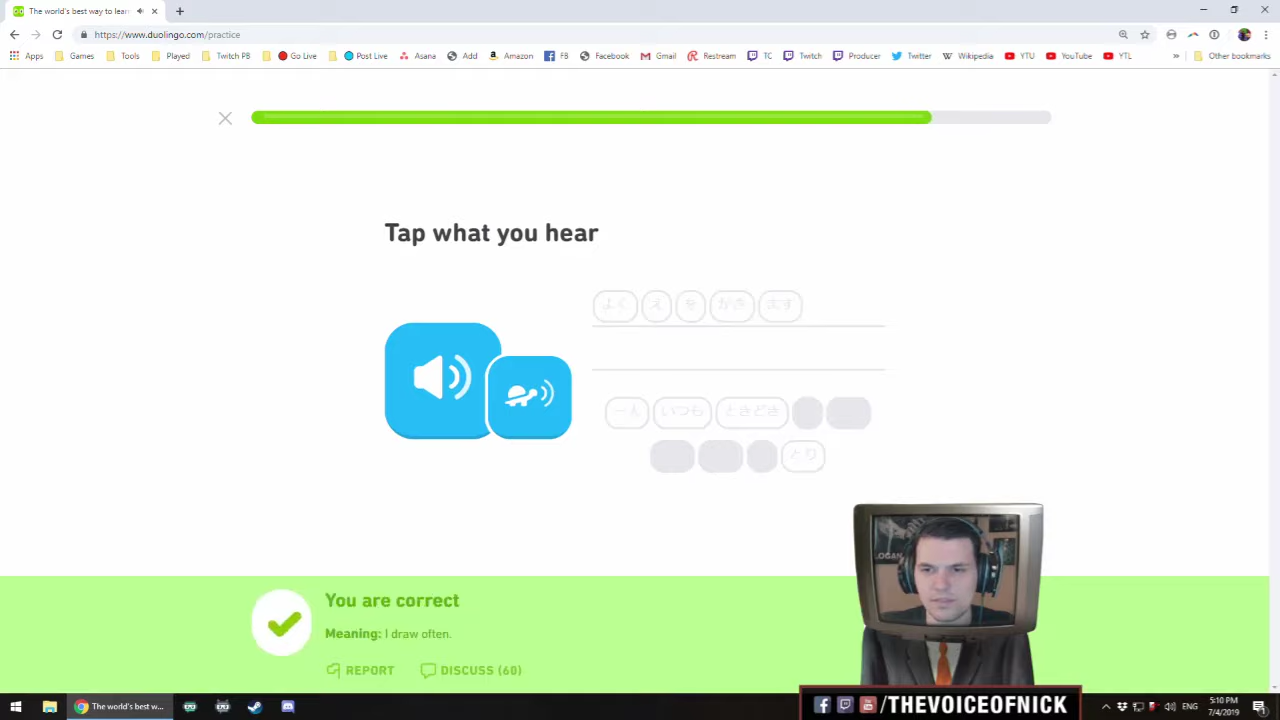 The world's best way to lear
https://www.duolingo.com/practice
Apps Games Tools Played Twitch PB Go Live Post Live Asana Add Amazon FB Facebook Gmail Restream TC Twitch Producer Twitter Wikipedia YTU YouTube YTL » Other bookmarks
Tap what you hear
よく え を かき ます
一人 いつも ときどき
とり
LOGAN
You are correct
Meaning: I draw often.
REPORT DISCUSS (60)
/THEVOICEOFNICK
The world's best w...
ENG
5:10 PM
7/4/2019